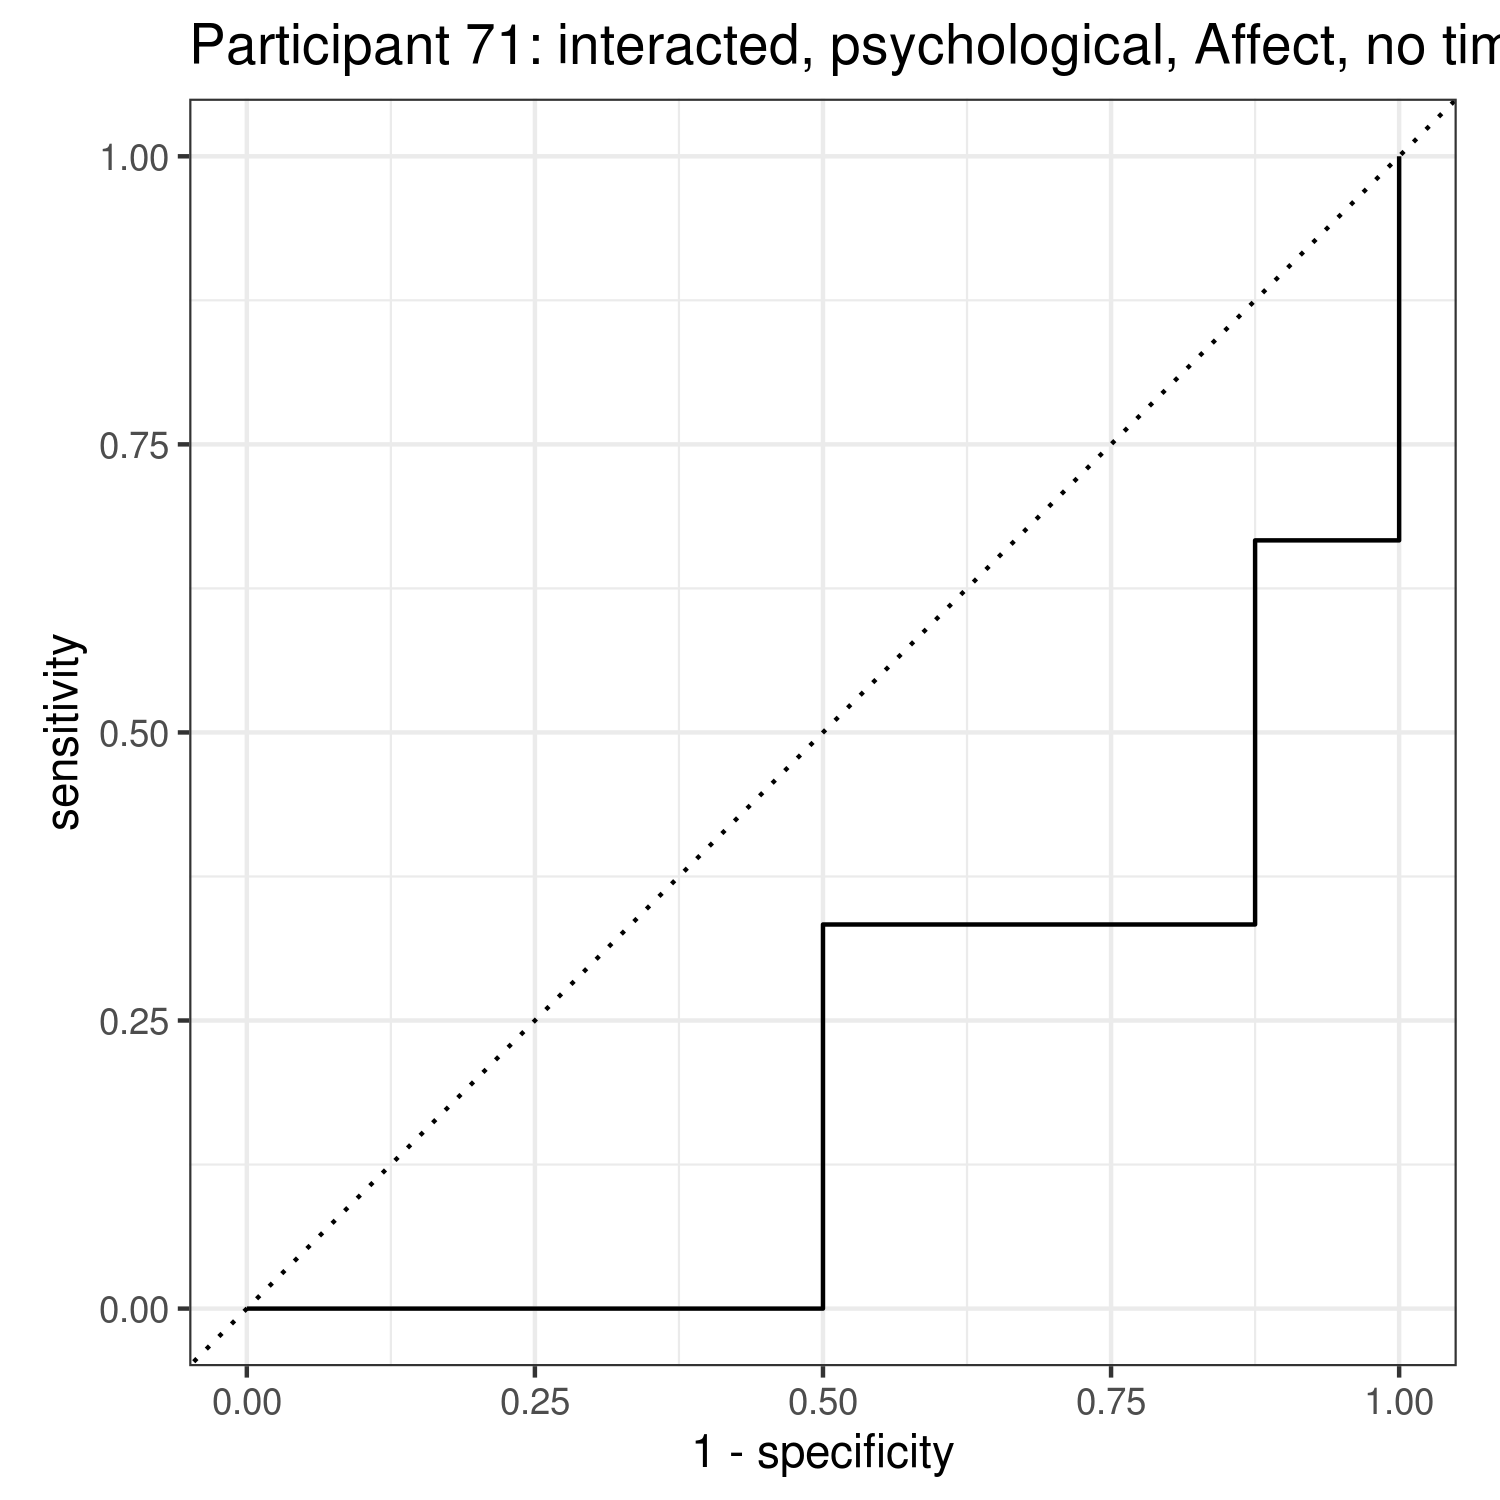 Participant 71: interacted, psychological, Affect, no tim
1.00
0.75
0.50
0.25
0.00
sensitivity
0.00 0.25 0.50 0.75 1.00
1 - specificity